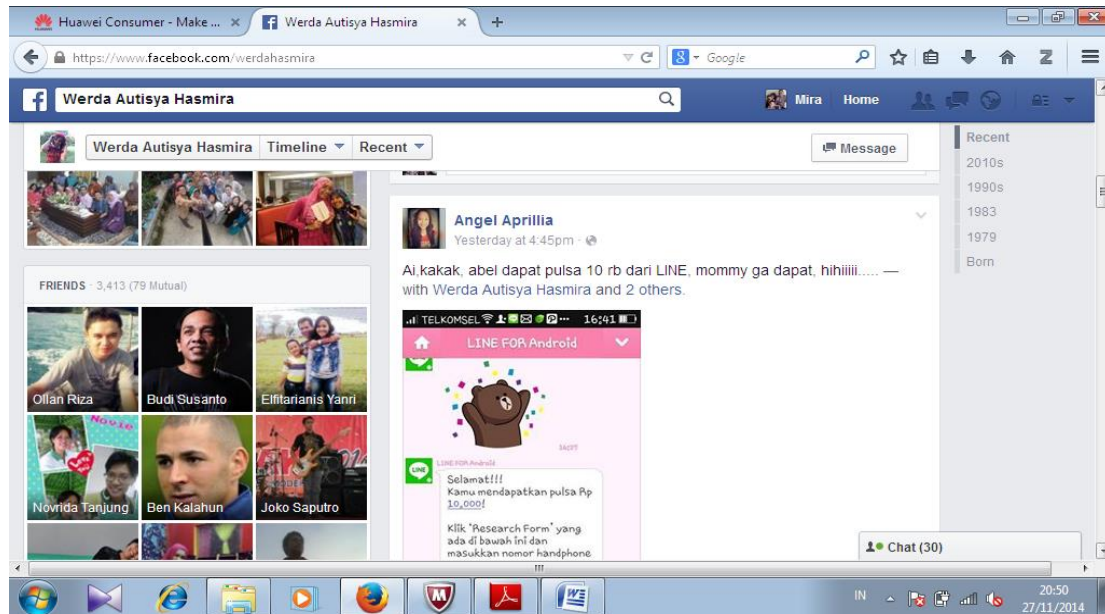 Huawei Consumer - Make ...
Werda Autisya Hasmira
https://www.facebook.com/werdahasmira
Google
Werda Autisya Hasmira
Mira Home
Werda Autisya Hasmira Timeline Recent
Message
Recent
2010s
1990s
1983
1979
Born
FRIENDS · 3,413 (79 Mutual)
Ollan Riza
Budi Susanto
Elfitarianis Yanri
Novie
Novrida Tanjung
Ben Kalahun
Joko Saputro
Angel Aprillia
Yesterday at 4:45pm ·
Ai,kakak, abel dapat pulsa 10 rb dari LINE, mommy ga dapat, hihiiiii..... —
with Werda Autisya Hasmira and 2 others.
TELKOMSEL 16:41
LINE FOR Android
LINE FOR Android
LINE
Selamat!!!
Kamu mendapatkan pulsa Rp
10,000!
Klik "Research Form" yang
ada di bawah ini dan
masukkan nomor handphone
Chat (30)
IN
20:50
27/11/2014